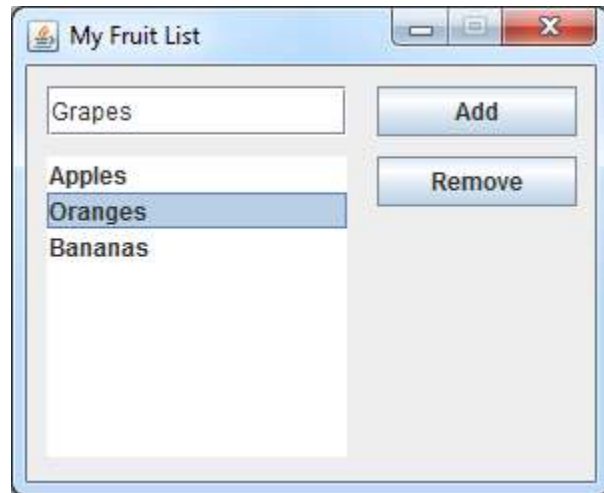 My Fruit List
Grapes
Add
Apples
Remove
Oranges
Bananas